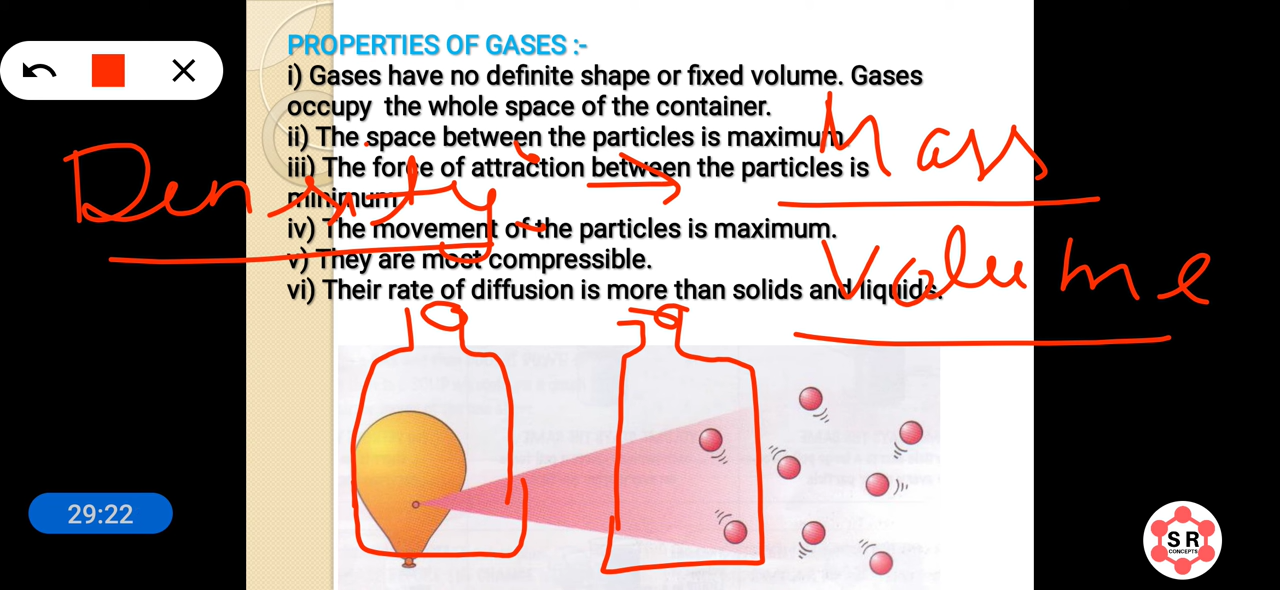 PROPERTIES OF GASES :-
i) Gases have no definite shape or fixed volume. Gases
occupy the whole space of the container.
ii) The space between the particles is maximum.
iii) The force of attraction between the particles is
minimum
iv) The movement of the particles is maximum.
v) They are most compressible.
vi) Their rate of diffusion is more than solids and liquids.
Density
Mass
Volume
29:22
SR
CONCEPTS